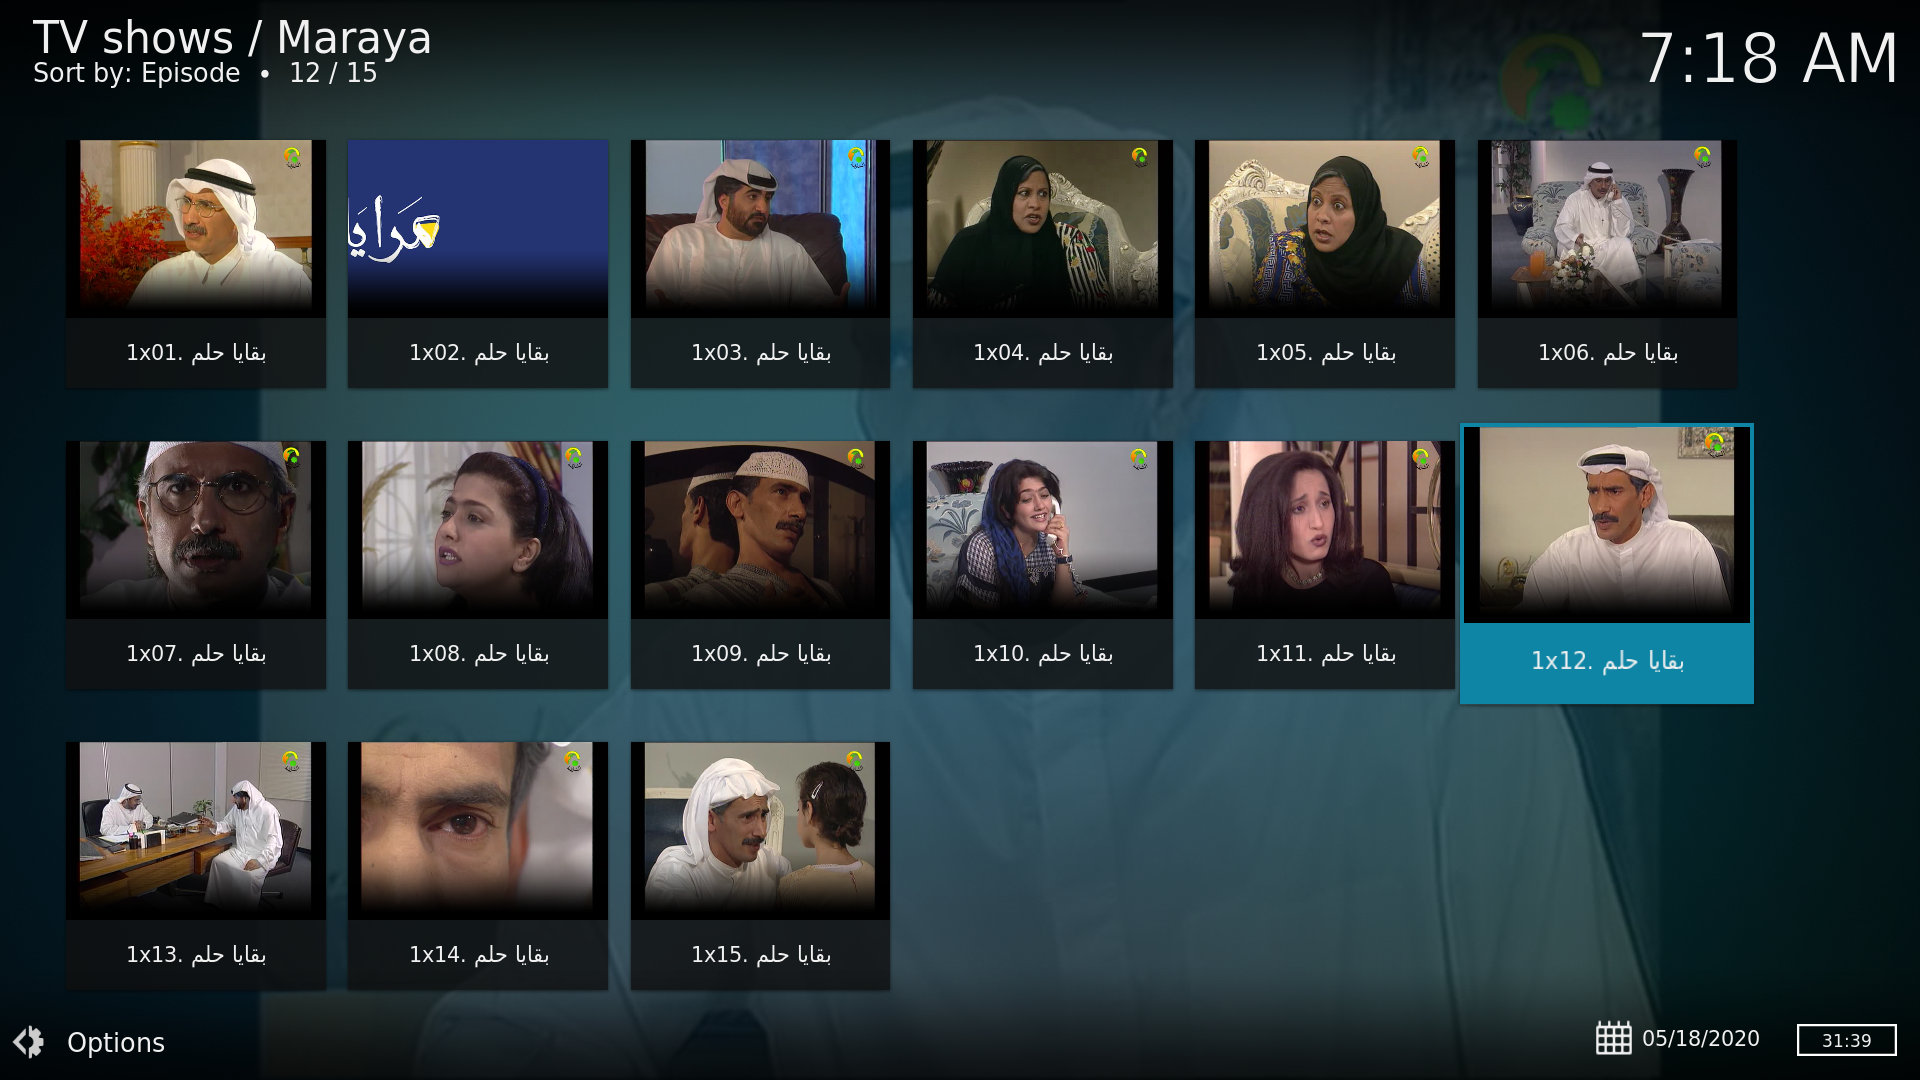 TV shows / Maraya
Sort by: Episode • 12 / 15
7:18 AM
مرايا
1x01. بقايا حلم
1x02. بقايا حلم
1x03. بقايا حلم
1x04. بقايا حلم
1x05. بقايا حلم
1x06. بقايا حلم
1x07. بقايا حلم
1x08. بقايا حلم
1x09. بقايا حلم
1x10. بقايا حلم
1x11. بقايا حلم
1x12. بقايا حلم
1x13. بقايا حلم
1x14. بقايا حلم
1x15. بقايا حلم
Options
05/18/2020
31:39